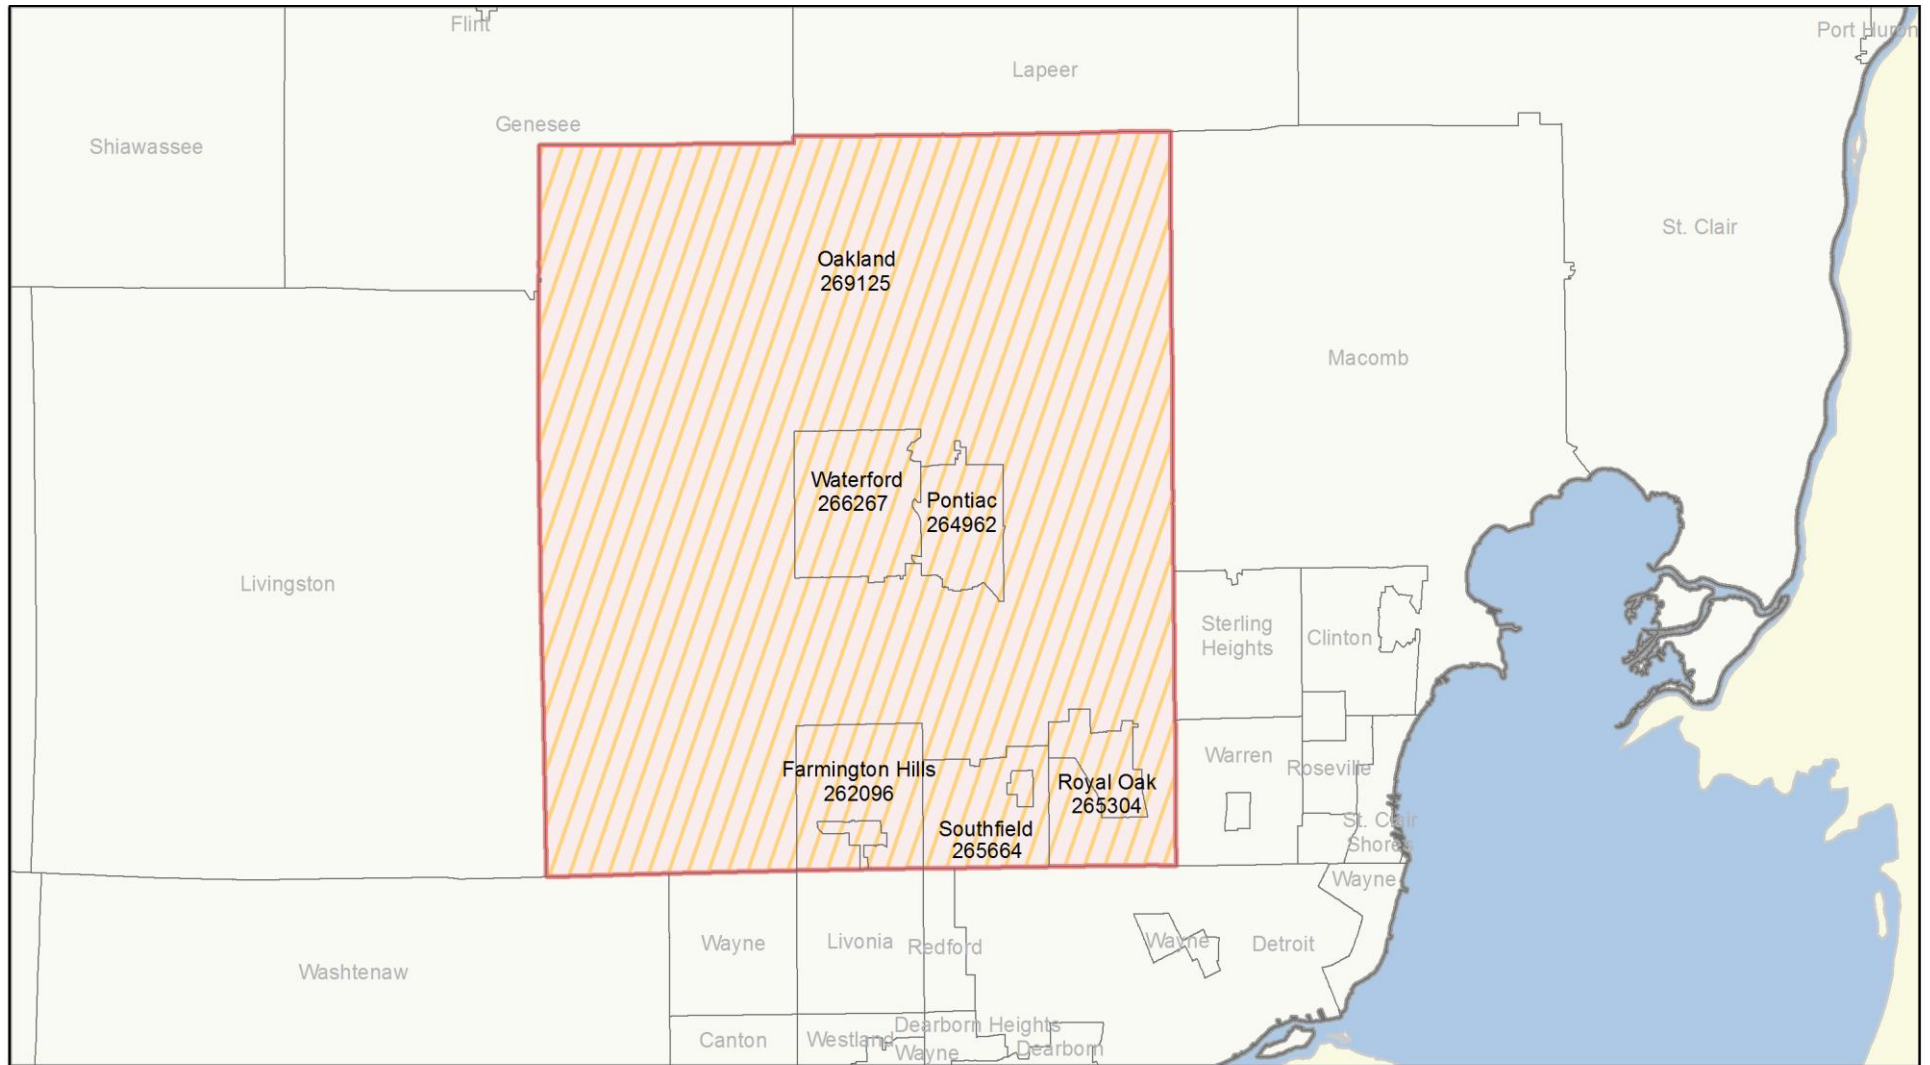 Flint
Port Huron
Lapeer
Genesee
Shiawassee
St. Clair
Oakland
269125
Macomb
Waterford
266267
Pontiac
264962
Livingston
Sterling
Heights
Clinton
Warren
Roseville
Farmington Hills
262096
Royal Oak
265304
Southfield
265664
St. Clair
Shores
Wayne
Wayne
Livonia
Redford
Wayne
Detroit
Washtenaw
Canton
Westland
Dearborn Heights
Wayne
Dearborn